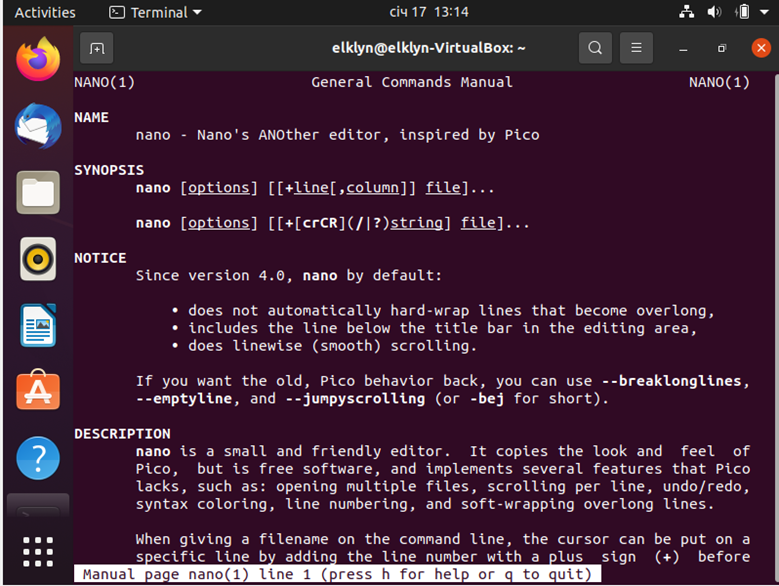 Activities Terminal січ 17 13:14
elklyn@elklyn-VirtualBox: ~
NANO(1) General Commands Manual NANO(1)
NAME
nano - Nano's ANOther editor, inspired by Pico
SYNOPSIS
nano [options] [[+line[,column]] file]...
nano [options] [[+[crCR](/|?)string] file]...
NOTICE
Since version 4.0, nano by default:
• does not automatically hard-wrap lines that become overlong,
• includes the line below the title bar in the editing area,
• does linewise (smooth) scrolling.
If you want the old, Pico behavior back, you can use --breaklonglines,
--emptyline, and --jumpyscrolling (or -bej for short).
DESCRIPTION
nano is a small and friendly editor. It copies the look and feel of
Pico, but is free software, and implements several features that Pico
lacks, such as: opening multiple files, scrolling per line, undo/redo,
syntax coloring, line numbering, and soft-wrapping overlong lines.
When giving a filename on the command line, the cursor can be put on a
specific line by adding the line number with a plus sign (+) before
Manual page nano(1) line 1 (press h for help or q to quit)